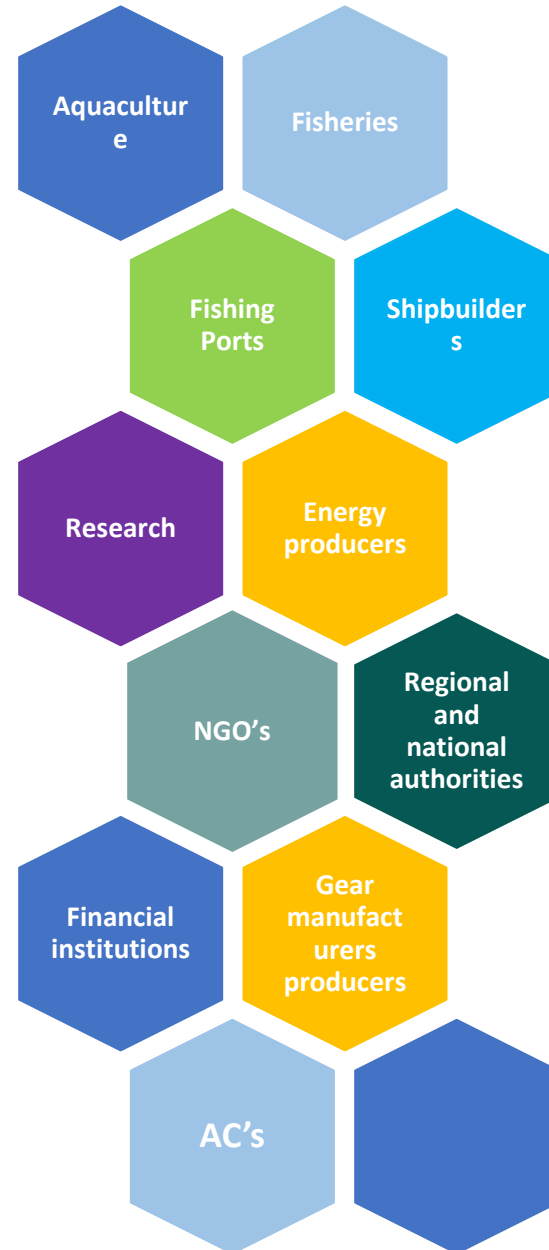 Aquacultur
e
Fisheries
Fishing
Ports
Shipbuilder
s
Research
Energy
producers
NGO's
Regional
and
national
authorities
Financial
institutions
Gear
manufact
urers
producers
AC's